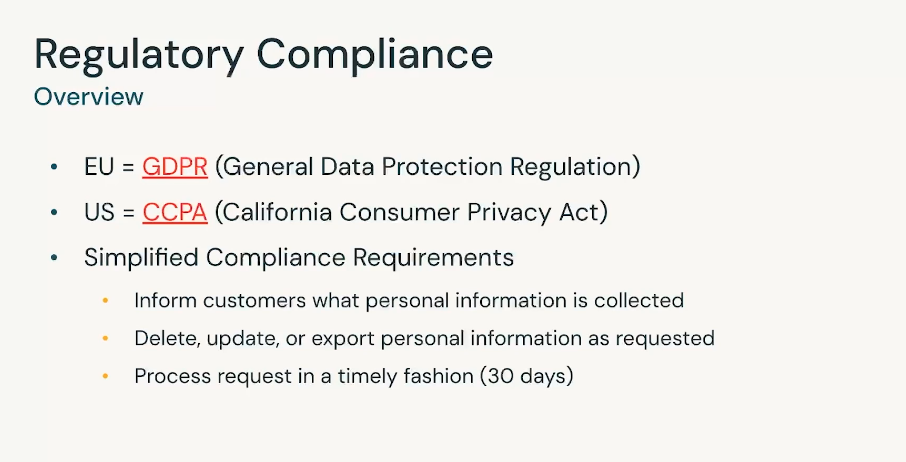 Regulatory Compliance
Overview
• EU = GDPR (General Data Protection Regulation)
• US = CCPA (California Consumer Privacy Act)
• Simplified Compliance Requirements
• Inform customers what personal information is collected
• Delete, update, or export personal information as requested
• Process request in a timely fashion (30 days)